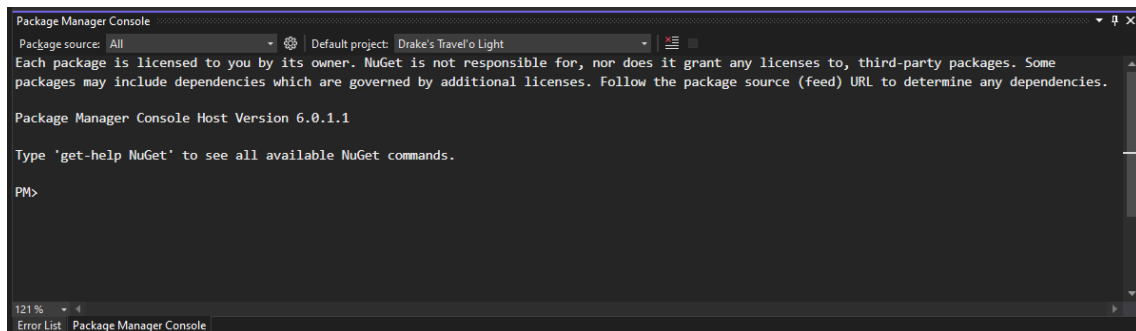 Package Manager Console
Package source: All Default project: Drake's Travel'o Light
Each package is licensed to you by its owner. NuGet is not responsible for, nor does it grant any licenses to, third-party packages. Some
packages may include dependencies which are governed by additional licenses. Follow the package source (feed) URL to determine any dependencies.
Package Manager Console Host Version 6.0.1.1
Type 'get-help NuGet' to see all available NuGet commands.
PM>
121 %
Error List Package Manager Console